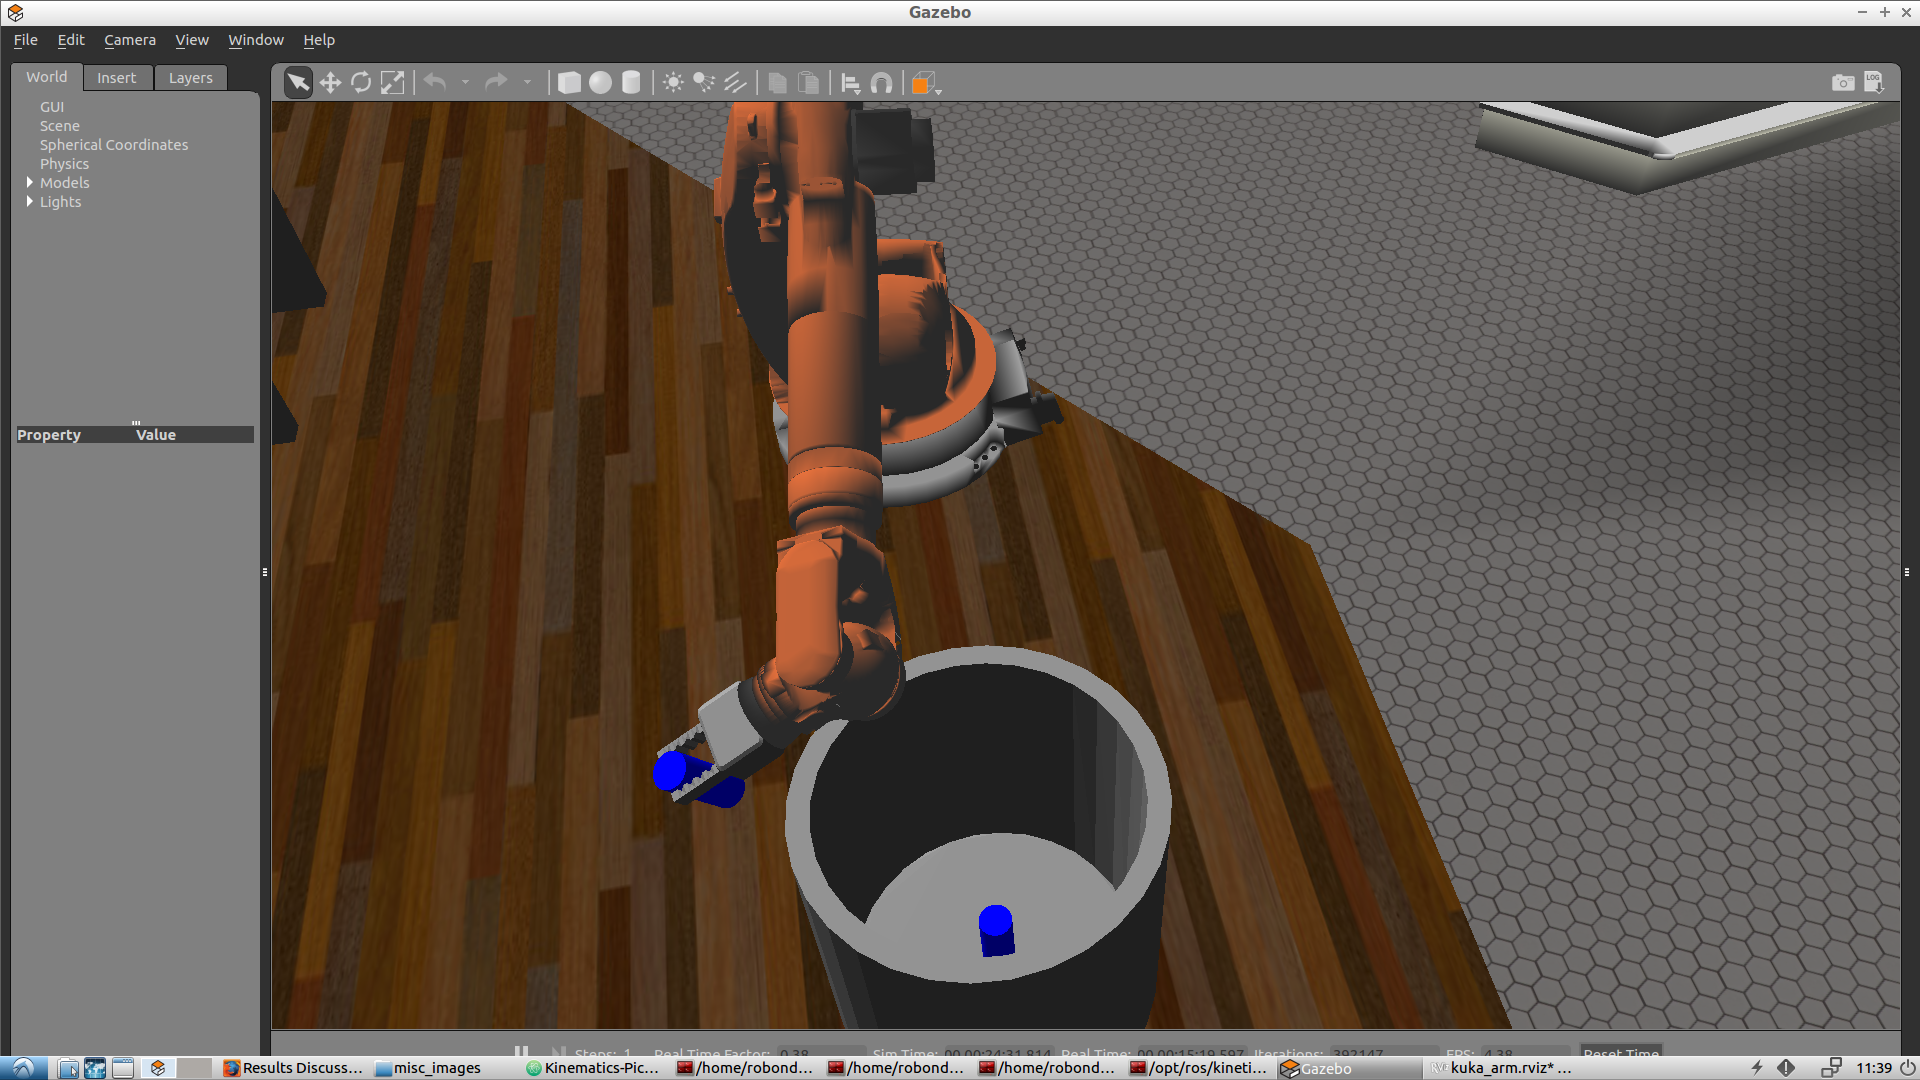 Gazebo
File Edit Camera View Window Help
World Insert Layers
LOG
GUI
Scene
Spherical Coordinates
Physics
Models
Lights
Property Value
Steps: 1 Real Time Factor: 0.38 Sim Time: 00 00:24:31.814 Real Time: 00 00:15:19.597 Iterations: 392147 FPS: 4.38 Reset Time
Results Discuss... misc_images Kinematics-Pic... /home/robond... /home/robond... /home/robond... /opt/ros/kineti... Gazebo kuka_arm.rviz* ... 11:39